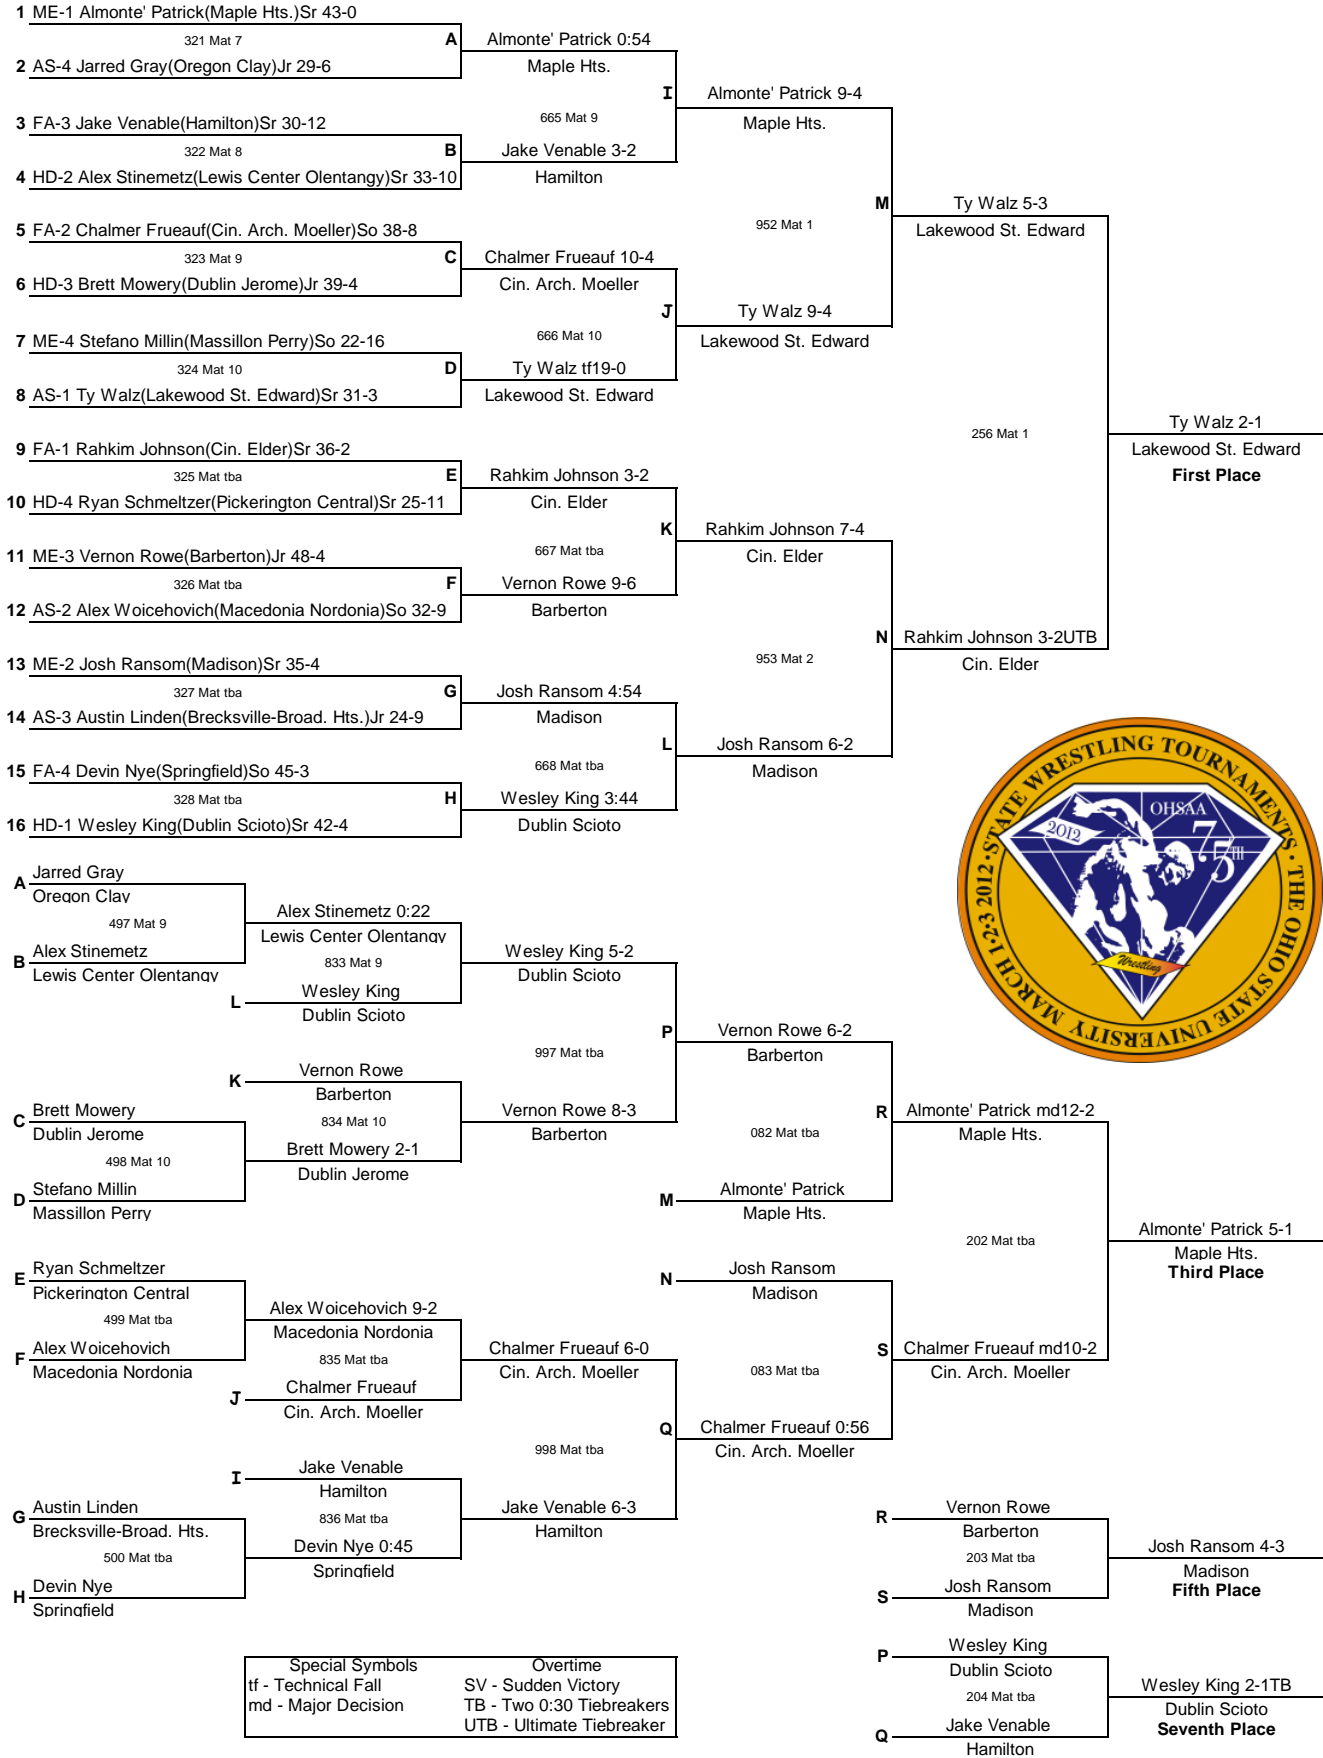 1 ME-1 Almonte' Patrick(Maple Hts.)Sr 43-0
321 Mat 7
A
2 AS-4 Jarred Gray(Oregon Clay)Jr 29-6
Almonte' Patrick 0:54
Maple Hts.
I
665 Mat 9
3 FA-3 Jake Venable(Hamilton)Sr 30-12
322 Mat 8
B
4 HD-2 Alex Stinemetz(Lewis Center Olentangy)Sr 33-10
Jake Venable 3-2
Hamilton
Almonte' Patrick 9-4
Maple Hts.
M
952 Mat 1
5 FA-2 Chalmer Frueauf(Cin. Arch. Moeller)So 38-8
323 Mat 9
C
6 HD-3 Brett Mowery(Dublin Jerome)Jr 39-4
Chalmer Frueauf 10-4
Cin. Arch. Moeller
J
666 Mat 10
7 ME-4 Stefano Millin(Massillon Perry)So 22-16
324 Mat 10
D
8 AS-1 Ty Walz(Lakewood St. Edward)Sr 31-3
Ty Walz tf19-0
Lakewood St. Edward
Ty Walz 9-4
Lakewood St. Edward
Ty Walz 5-3
Lakewood St. Edward
256 Mat 1
Ty Walz 2-1
Lakewood St. Edward
First Place
9 FA-1 Rahkim Johnson(Cin. Elder)Sr 36-2
325 Mat tba
E
10 HD-4 Ryan Schmeltzer(Pickerington Central)Sr 25-11
Rahkim Johnson 3-2
Cin. Elder
K
667 Mat tba
11 ME-3 Vernon Rowe(Barberton)Jr 48-4
326 Mat tba
F
12 AS-2 Alex Woicehovich(Macedonia Nordonia)So 32-9
Vernon Rowe 9-6
Barberton
Rahkim Johnson 7-4
Cin. Elder
N
953 Mat 2
Rahkim Johnson 3-2UTB
Cin. Elder
13 ME-2 Josh Ransom(Madison)Sr 35-4
327 Mat tba
G
14 AS-3 Austin Linden(Brecksville-Broad. Hts.)Jr 24-9
Josh Ransom 4:54
Madison
L
668 Mat tba
15 FA-4 Devin Nye(Springfield)So 45-3
328 Mat tba
H
16 HD-1 Wesley King(Dublin Scioto)Sr 42-4
Wesley King 3:44
Dublin Scioto
Josh Ransom 6-2
Madison
STATE WRESTLING TOURNAMENTS · THE OHIO STATE UNIVERSITY MARCH 1-2-3 2012 ·
OHSAA
2012
75TH
Wrestling
A
Jarred Gray
Oregon Clay
497 Mat 9
B
Alex Stinemetz
Lewis Center Olentangy
Alex Stinemetz 0:22
Lewis Center Olentangy
833 Mat 9
L
Wesley King
Dublin Scioto
Wesley King 5-2
Dublin Scioto
P
997 Mat tba
K
Vernon Rowe
Barberton
834 Mat 10
C
Brett Mowery
Dublin Jerome
498 Mat 10
D
Stefano Millin
Massillon Perry
Brett Mowery 2-1
Dublin Jerome
Vernon Rowe 8-3
Barberton
Vernon Rowe 6-2
Barberton
R
082 Mat tba
M
Almonte' Patrick
Maple Hts.
Almonte' Patrick md12-2
Maple Hts.
202 Mat tba
Almonte' Patrick 5-1
Maple Hts.
Third Place
E
Ryan Schmeltzer
Pickerington Central
499 Mat tba
F
Alex Woicehovich
Macedonia Nordonia
Alex Woicehovich 9-2
Macedonia Nordonia
835 Mat tba
J
Chalmer Frueauf
Cin. Arch. Moeller
Chalmer Frueauf 6-0
Cin. Arch. Moeller
Q
998 Mat tba
I
Jake Venable
Hamilton
836 Mat tba
G
Austin Linden
Brecksville-Broad. Hts.
500 Mat tba
H
Devin Nye
Springfield
Devin Nye 0:45
Springfield
Jake Venable 6-3
Hamilton
N
Josh Ransom
Madison
S
083 Mat tba
Chalmer Frueauf 0:56
Cin. Arch. Moeller
Chalmer Frueauf md10-2
Cin. Arch. Moeller
R
Vernon Rowe
Barberton
203 Mat tba
S
Josh Ransom
Madison
Josh Ransom 4-3
Madison
Fifth Place
P
Wesley King
Dublin Scioto
204 Mat tba
Q
Jake Venable
Hamilton
Wesley King 2-1TB
Dublin Scioto
Seventh Place
Special Symbols
tf - Technical Fall
md - Major Decision
Overtime
SV - Sudden Victory
TB - Two 0:30 Tiebreakers
UTB - Ultimate Tiebreaker